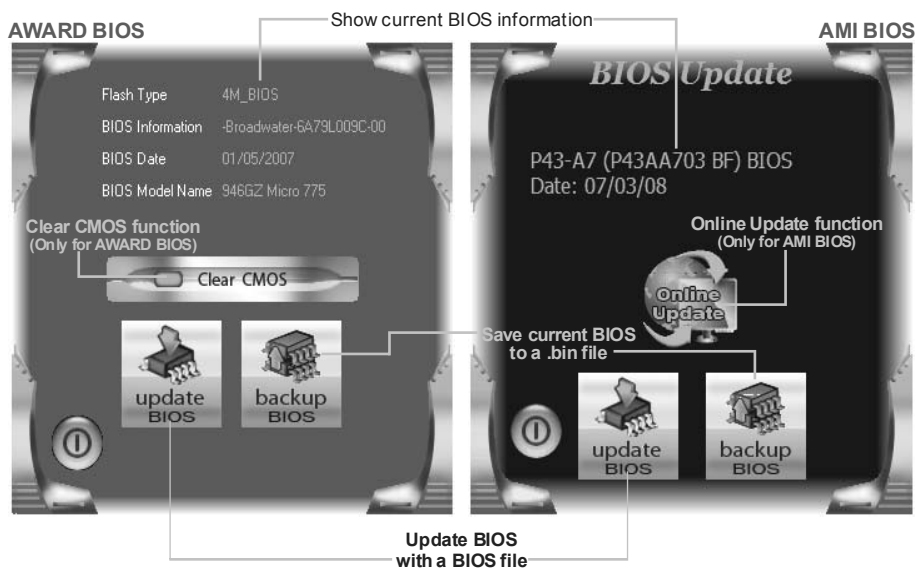 Show current BIOS information
AWARD BIOS
AMI BIOS
Flash Type 4M_BIOS
BIOS Information -Broadwater-6A79L009C-00
BIOS Date 01/05/2007
BIOS Model Name 946GZ Micro 775
Clear CMOS function
(Only for AWARD BIOS)
Clear CMOS
update
BIOS
backup
BIOS
BIOS Update
P43-A7 (P43AA703 BF) BIOS
Date: 07/03/08
Online Update function
(Only for AMI BIOS)
Online
Update
Save current BIOS
to a .bin file
update
BIOS
backup
BIOS
Update BIOS
with a BIOS file